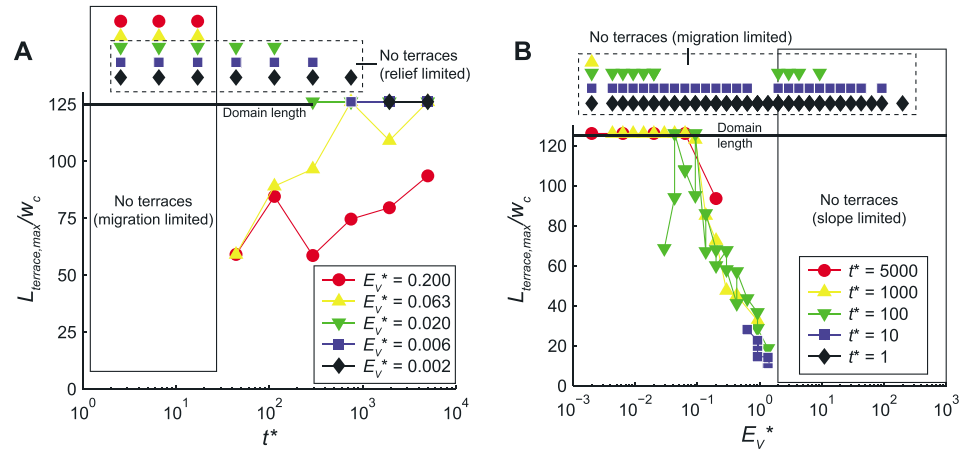 A
No terraces
(relief limited)
125
Domain length
100
No terraces
(migration limited)
75
50
25
0
L_terrace,max/w_c
E_V* = 0.200
E_V* = 0.063
E_V* = 0.020
E_V* = 0.006
E_V* = 0.002
10^0
10^1
10^2
10^3
10^4
t*
B
No terraces (migration limited)
Domain
length
120
100
80
60
40
20
0
L_terrace,max/w_c
No terraces
(slope limited)
t* = 5000
t* = 1000
t* = 100
t* = 10
t* = 1
10^−3
10^−2
10^−1
10^0
10^1
10^2
10^3
E_V*